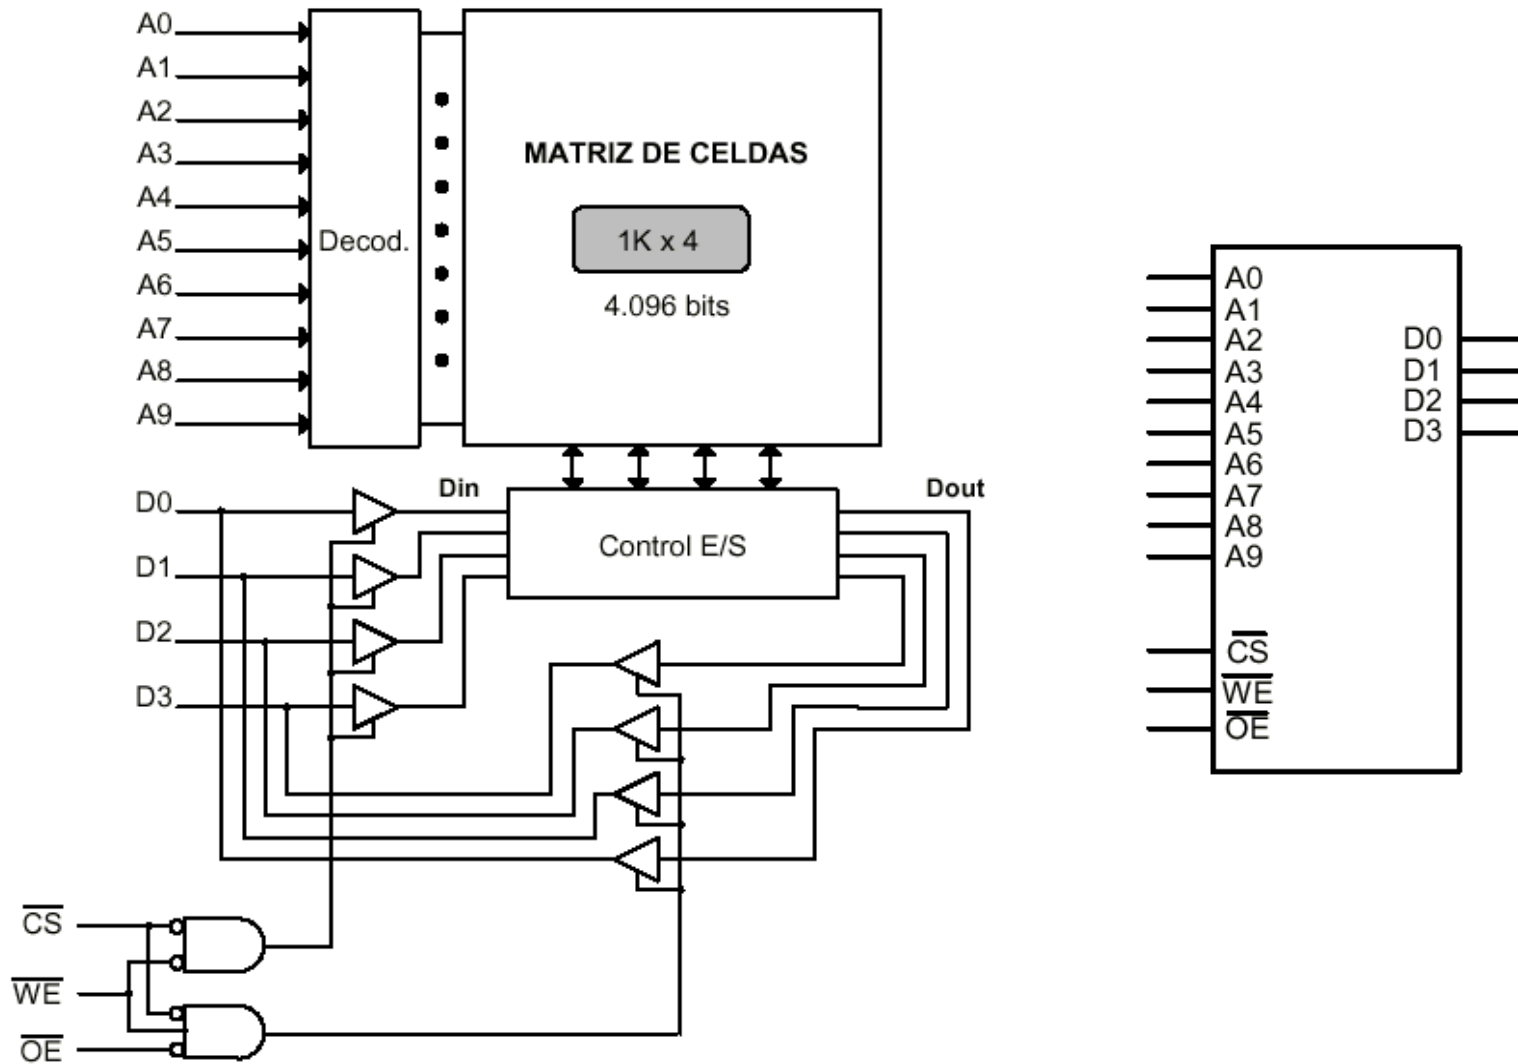 A0
A1
A2
A3
A4
A5
A6
A7
A8
A9
Decod.
MATRIZ DE CELDAS
1K x 4
4.096 bits
D0
D1
D2
D3
Din
Dout
Control E/S
CS
WE
OE
A0
A1
A2
A3
A4
A5
A6
A7
A8
A9
D0
D1
D2
D3
CS
WE
OE